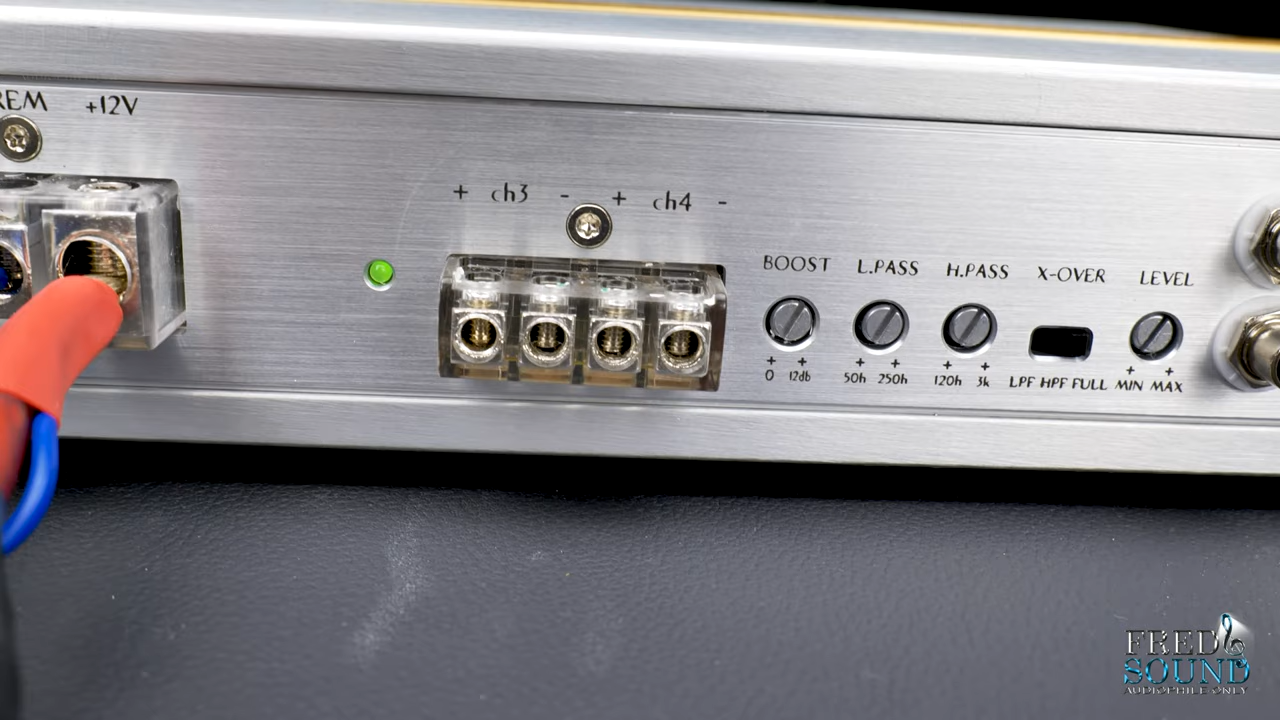 REM +12V
+ ch3 - + ch4 -
BOOST L.PASS H.PASS X-OVER LEVEL
+ + + + + + + +
0 12db 50h 250h 120h 3k LPF HPF FULL MIN MAX
FRED
SOUND
AUDIOPHILE ONLY